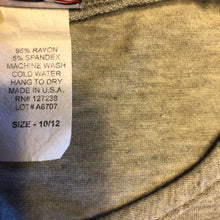 95% RAYON
5% SPANDEX
MACHINE WASH
COLD WATER
HANG TO DRY
MADE IN U.S.A.
RN# 127238
LOT# A6707
SIZE - 10/12